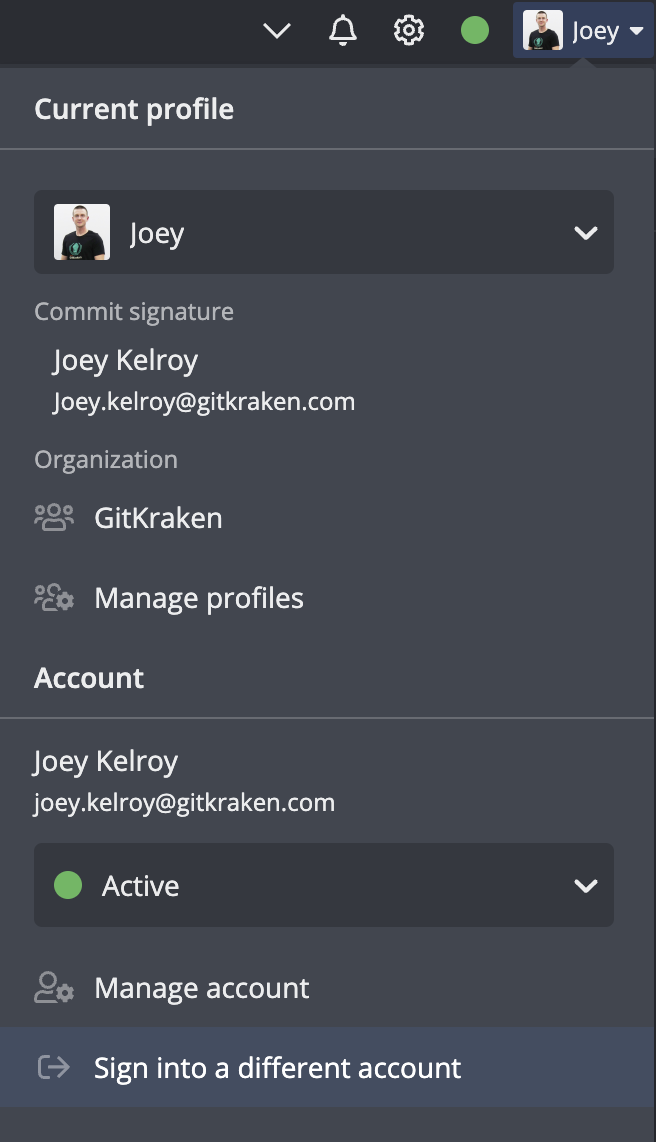 Joey
Current profile
Joey
Commit signature
Joey Kelroy
Joey.kelroy@gitkraken.com
Organization
GitKraken
Manage profiles
Account
Joey Kelroy
joey.kelroy@gitkraken.com
Active
Manage account
Sign into a different account